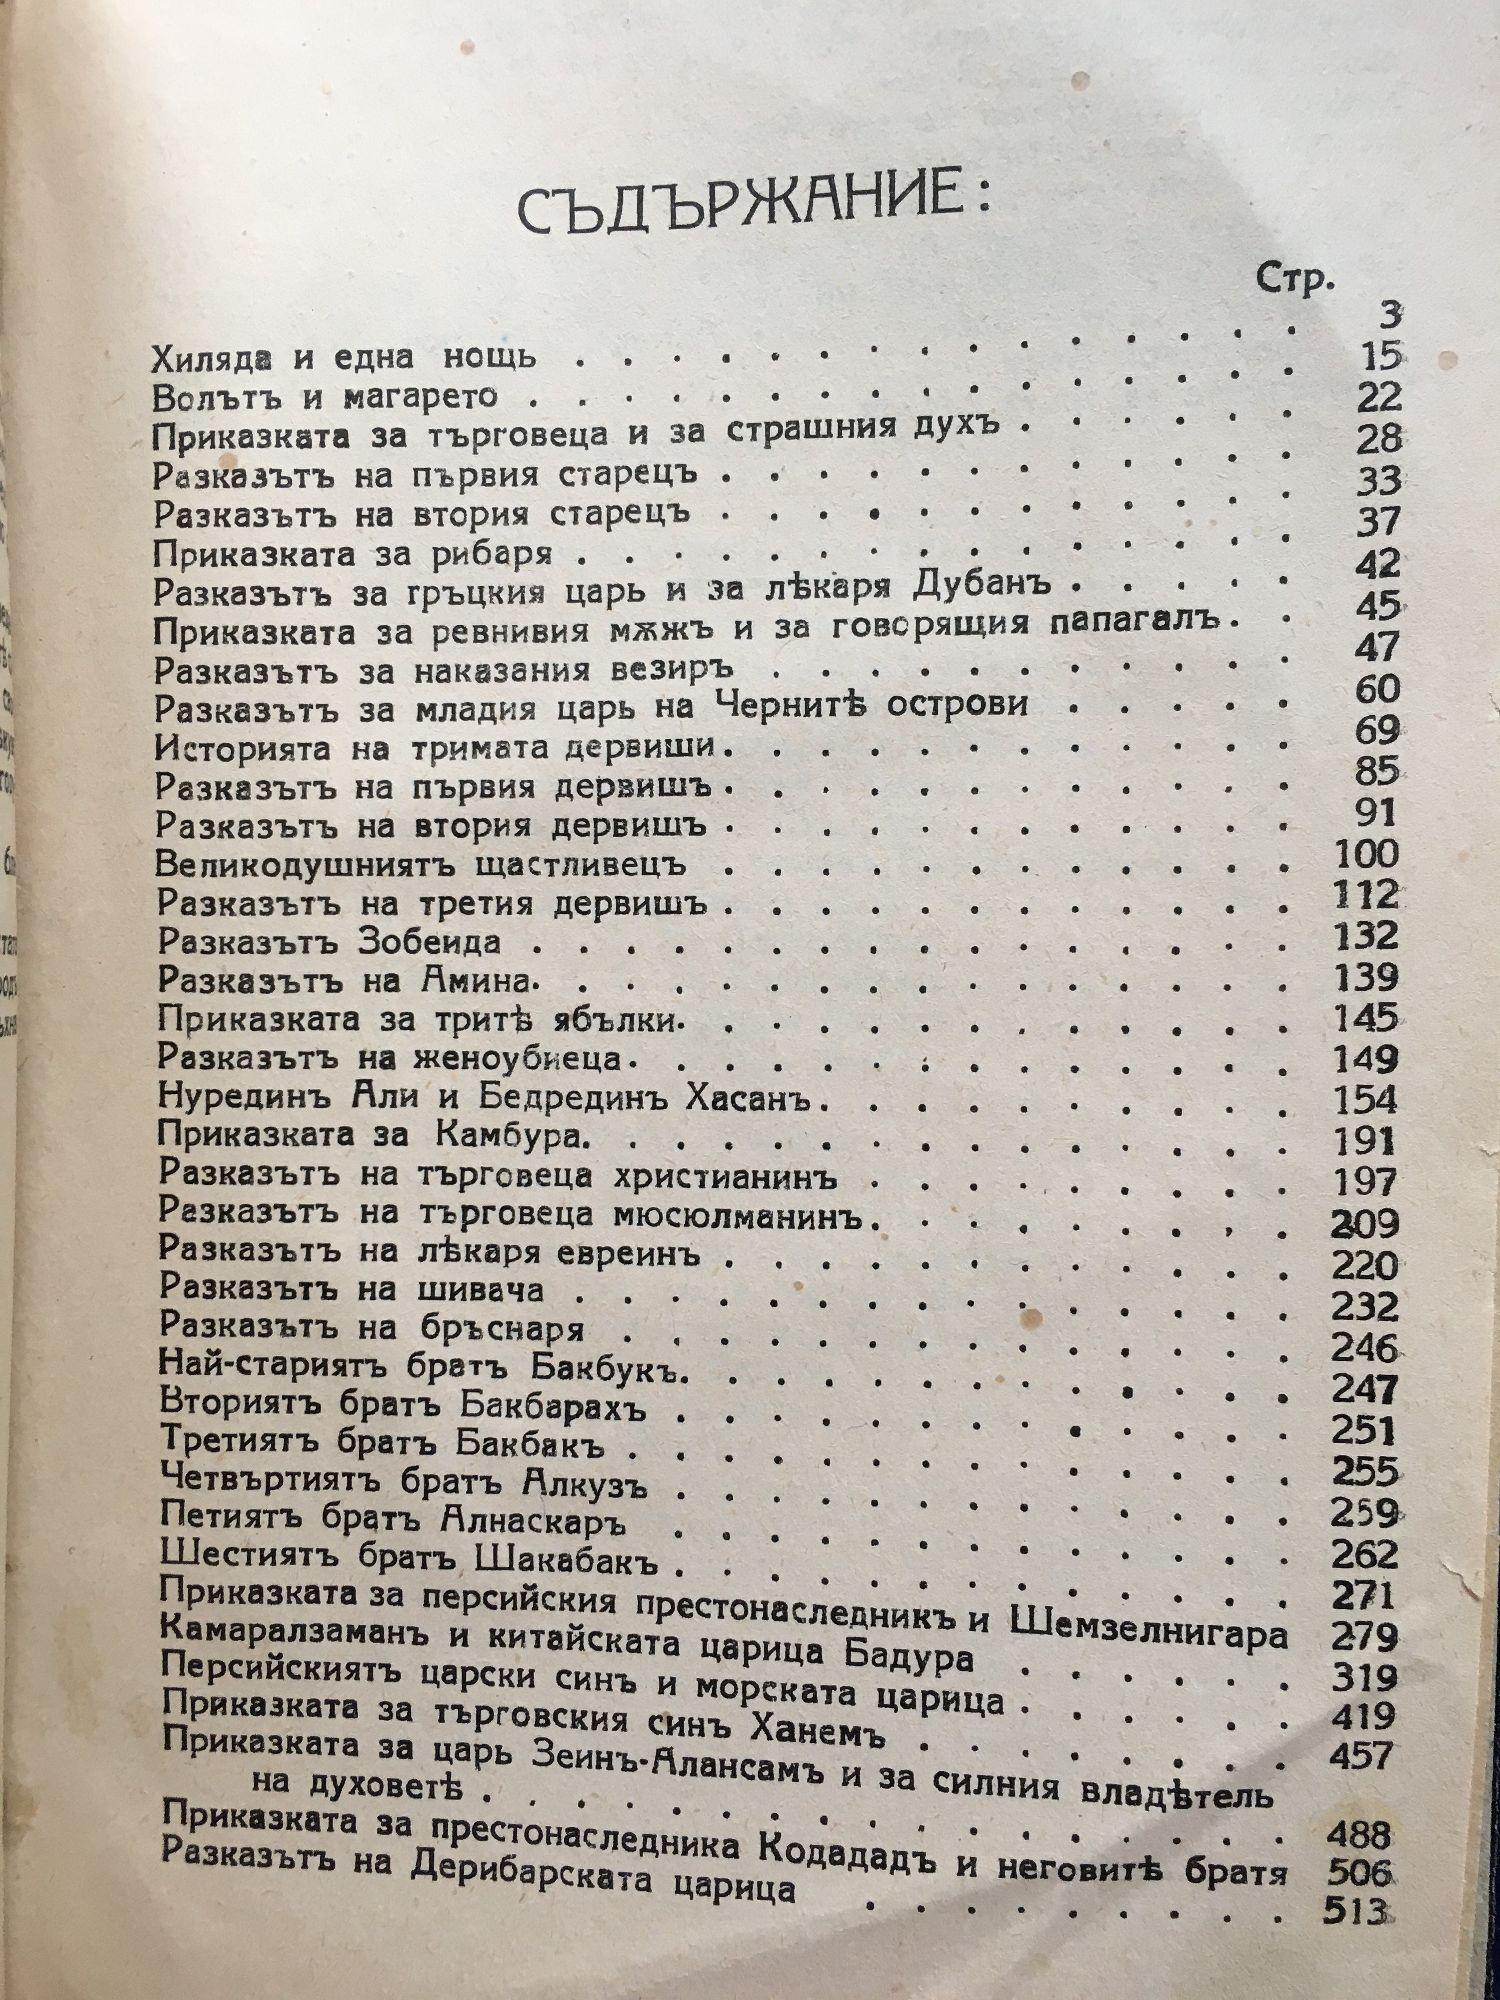 СЪДЪРЖАНИЕ:
Стр.
Хиляда и една нощь . . . . . . . . . . . . . . . 3
Волътъ и магарето . . . . . . . . . . . . . . . . 15
Приказката за търговеца и за страшния духъ . . . . . . 22
Разказътъ на първия старецъ . . . . . . . . . . . . 28
Разказътъ на втория старецъ . . . . . . . . . . . . 33
Приказката за рибаря . . . . . . . . . . . . . . . 37
Разказътъ за гръцкия царь и за лѣкаря Дубанъ . . . . . 42
Приказката за ревнивия мѫжъ и за говорящия папагалъ . . 45
Разказътъ за наказания везиръ . . . . . . . . . . . 47
Разказътъ за младия царь на Чернитѣ острови . . . . . 60
Историята на тримата дервиши . . . . . . . . . . . . 69
Разказътъ на първия дервишъ . . . . . . . . . . . . 85
Разказътъ на втория дервишъ . . . . . . . . . . . . 91
Великодушниятъ щастливецъ . . . . . . . . . . . . 100
Разказътъ на третия дервишъ . . . . . . . . . . . . 112
Разказътъ Зобеида . . . . . . . . . . . . . . . . 132
Разказътъ на Амина . . . . . . . . . . . . . . . . 139
Приказката за тритѣ ябълки . . . . . . . . . . . . . 145
Разказътъ на женоубиеца . . . . . . . . . . . . . . 149
Нурединъ Али и Бедрединъ Хасанъ . . . . . . . . . . 154
Приказката за Камбура . . . . . . . . . . . . . . . 191
Разказътъ на търговеца християнинъ . . . . . . . . . 197
Разказътъ на търговеца мюсюлманинъ . . . . . . . . . 209
Разказътъ на лѣкаря евреинъ . . . . . . . . . . . . 220
Разказътъ на шивача . . . . . . . . . . . . . . . 232
Разказътъ на бръснаря . . . . . . . . . . . . . . 246
Най-стариятъ братъ Бакбукъ . . . . . . . . . . . . . 247
Вториятъ братъ Бакбарахъ . . . . . . . . . . . . . 251
Третиятъ братъ Бакбакъ . . . . . . . . . . . . . . 255
Четвъртиятъ братъ Алкузъ . . . . . . . . . . . . . 259
Петиятъ братъ Алнаскаръ . . . . . . . . . . . . . 262
Шестиятъ братъ Шакабакъ . . . . . . . . . . . . . 271
Приказката за персийския престонаследникъ и Шемзелнигара 279
Камаралзаманъ и китайската царица Бадура . . . . . . 319
Персийскиятъ царски синъ и морската царица . . . . . . 419
Приказката за търговския синъ Ханемъ . . . . . . . . 457
Приказката за царь Зеинъ-Алансамъ и за силния владѣтель
на духоветѣ . . . . . . . . . . . . . . . . . 488
Приказката за престонаследника Кодададъ и неговитѣ братя 506
Разказътъ на Дерибарската царица . . . . . . . . . 513